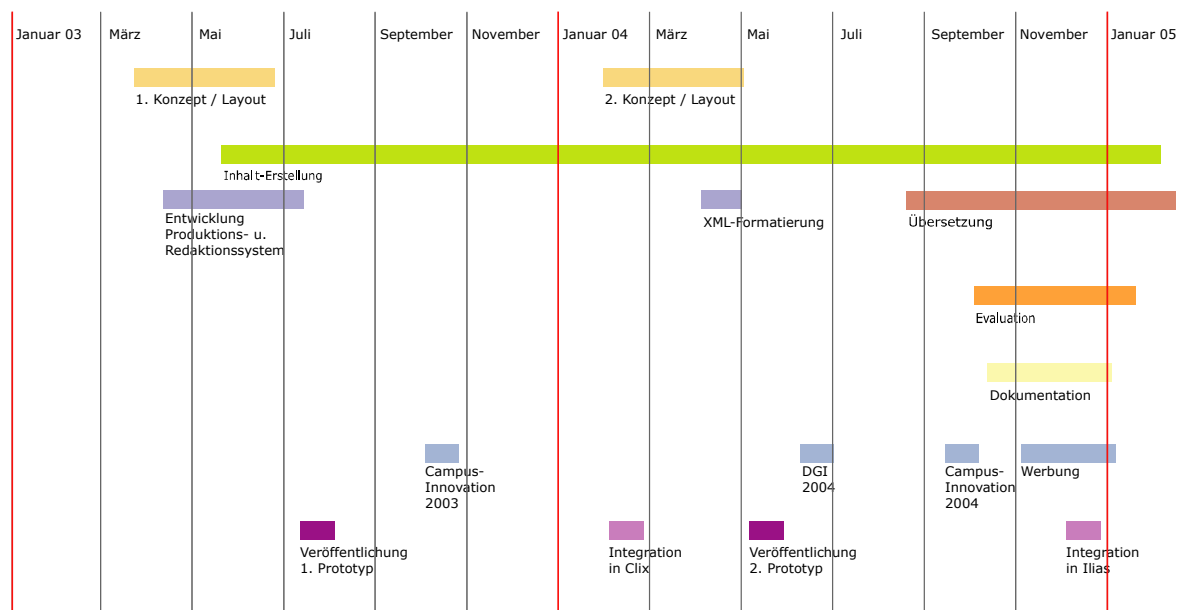 Januar 03
März
Mai
Juli
September
November
Januar 04
März
Mai
Juli
September
November
Januar 05
1. Konzept / Layout
2. Konzept / Layout
Inhalt-Erstellung
Entwicklung
Produktions- u.
Redaktionssystem
XML-Formatierung
Übersetzung
Evaluation
Dokumentation
Campus-
Innovation
2003
DGI
2004
Campus-
Innovation
2004
Werbung
Veröffentlichung
1. Prototyp
Integration
in Clix
Veröffentlichung
2. Prototyp
Integration
in Ilias